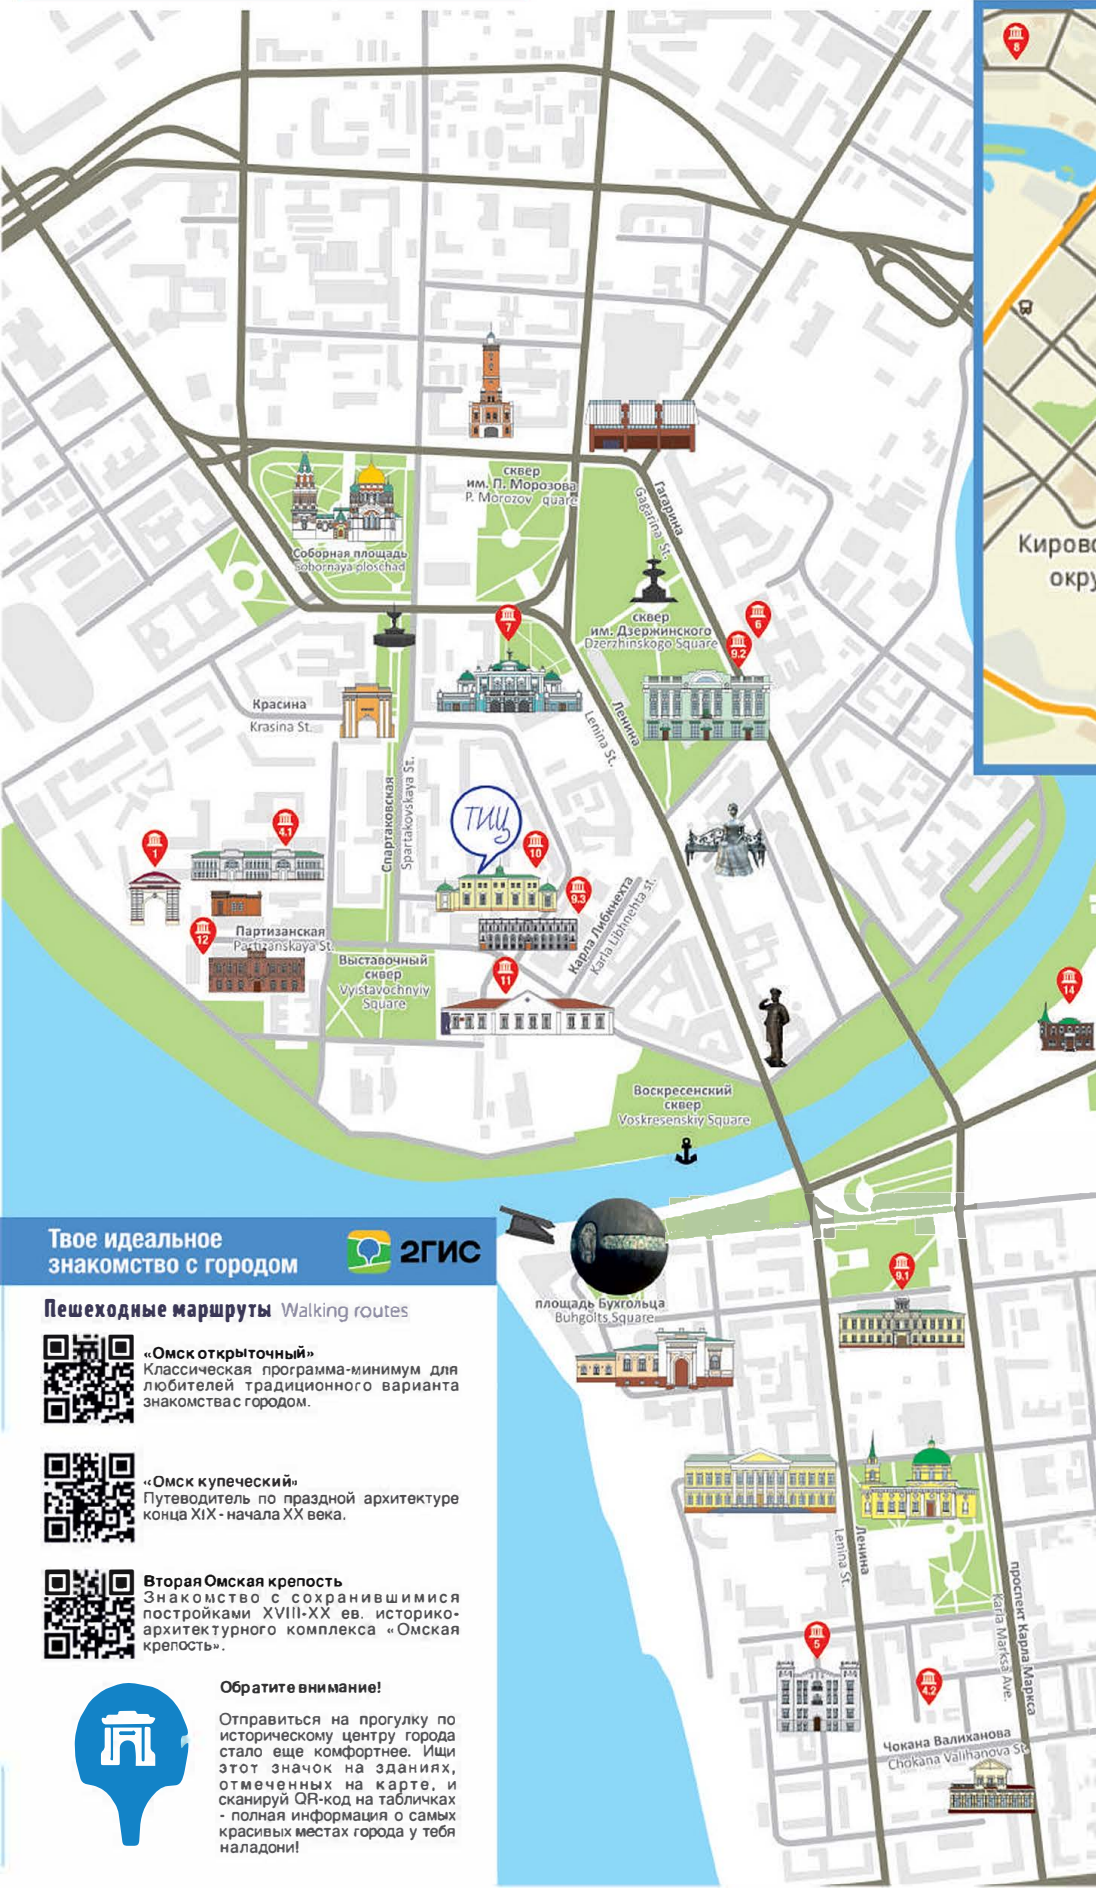 8
Кирово
окру
сквер
им. П. Морозова
P. Morozov quare
Гагарина
Gagarina St.
Соборная площадь
Sobornaya ploschad
7
6
9.2
сквер
им. Дзержинского
Dzerzhinskogo Square
Красина
Krasina St.
Ленина
Lenina St.
Спартаковская
Spartakovskaya St.
ТИЦ
1
4.1
10
9.3
12
Партизанская
Partizanskaya St.
Карла Либкнехта
Karla Libhnehta st.
Выставочный
сквер
Vyistavochnyiy
Square
11
14
Воскресенский
сквер
Voskresenskiy Square
площадь Бухгольца
Buhgolts Square
9.1
Ленина
Lenina St.
проспект Карла Маркса
Karla Marksa Ave.
5
4.2
Чокана Валиханова
Chokana Valihanova St.
Твое идеальное
знакомство с городом
2ГИС
Пешеходные маршруты Walking routes
«Омск открыточный»
Классическая программа-минимум для
любителей традиционного варианта
знакомства с городом.
«Омск купеческий»
Путеводитель по праздной архитектуре
конца XIX - начала XX века.
Вторая Омская крепость
Знакомство с сохранившимися
постройками XVIII-XX ев. историко-
архитектурного комплекса «Омская
крепость».
Обратите внимание!
Отправиться на прогулку по
историческому центру города
стало еще комфортнее. Ищи
этот значок на зданиях,
отмеченных на карте, и
сканируй QR-код на табличках
- полная информация о самых
красивых местах города у тебя
наладони!